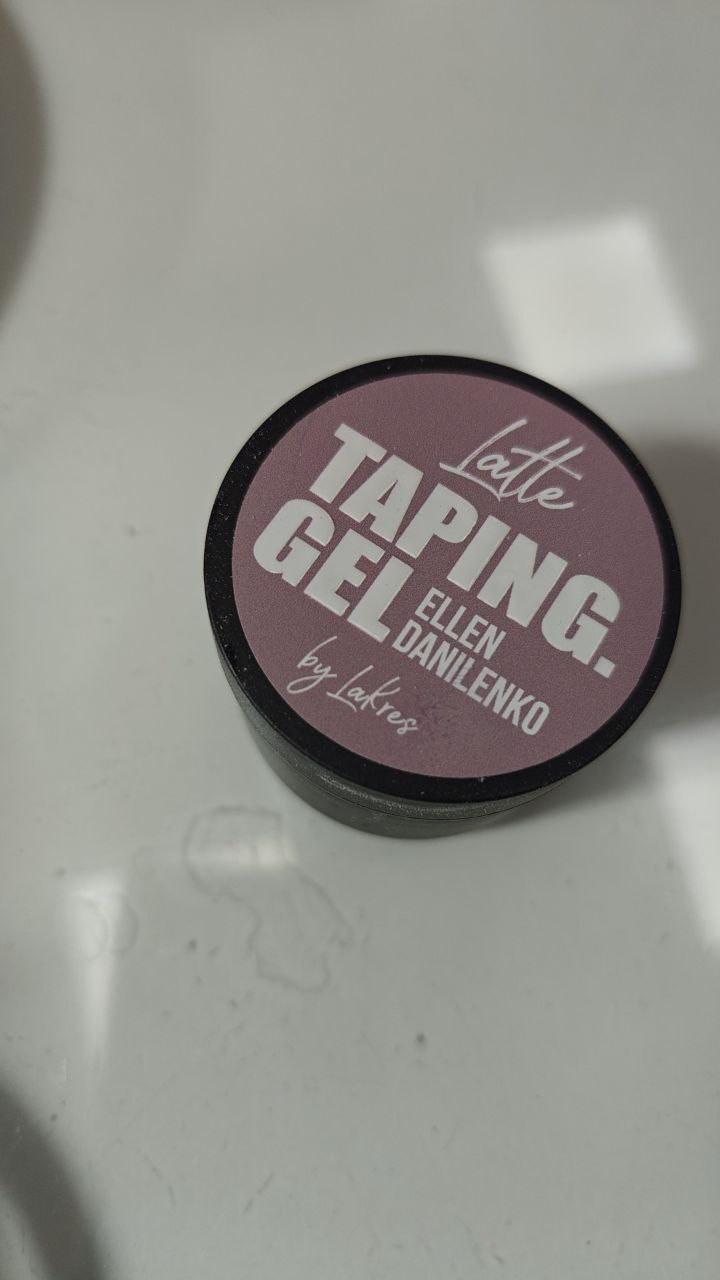 Latte
TAPING.
GEL
ELLEN
DANILENKO
by Lakres